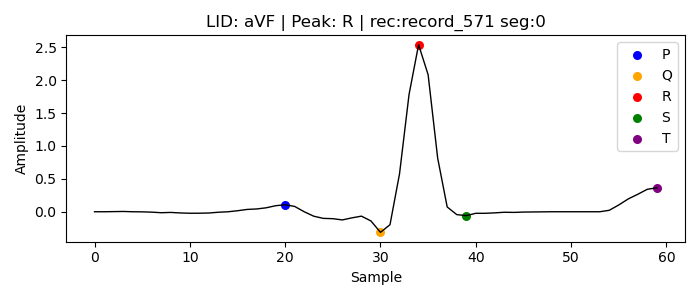 LID: aVF | Peak: R | rec:record_571 seg:0
Amplitude
2.5
2.0
1.5
1.0
0.5
0.0
P
Q
R
S
T
0 10 20 30 40 50 60
Sample